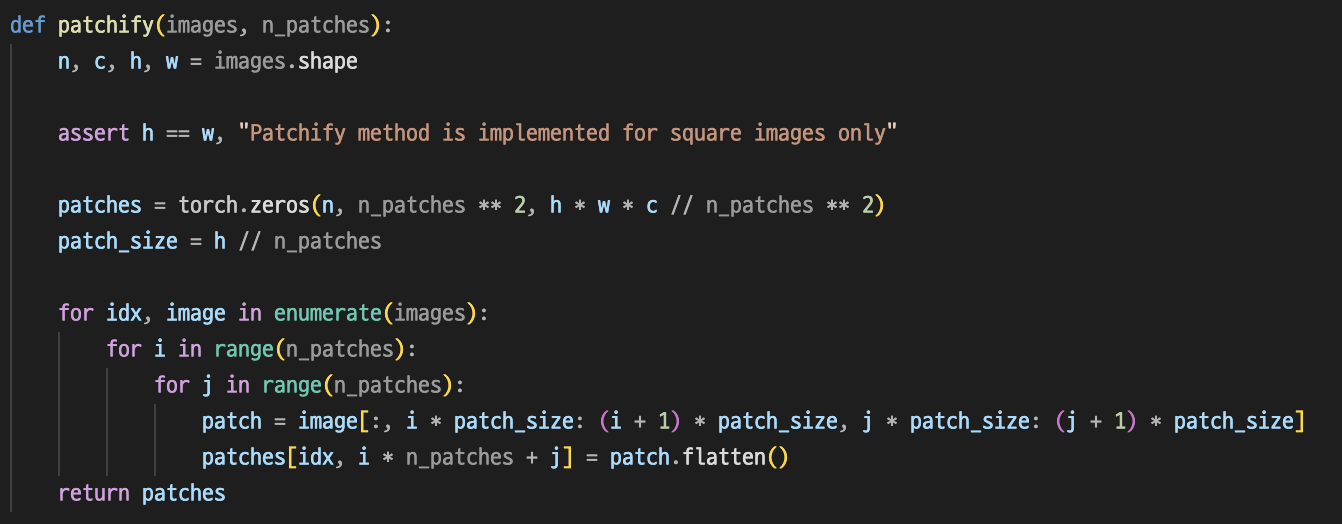 def patchify(images, n_patches):
    n, c, h, w = images.shape

    assert h == w, "Patchify method is implemented for square images only"

    patches = torch.zeros(n, n_patches ** 2, h * w * c // n_patches ** 2)
    patch_size = h // n_patches

    for idx, image in enumerate(images):
        for i in range(n_patches):
            for j in range(n_patches):
                patch = image[:, i * patch_size: (i + 1) * patch_size, j * patch_size: (j + 1) * patch_size]
                patches[idx, i * n_patches + j] = patch.flatten()
    return patches